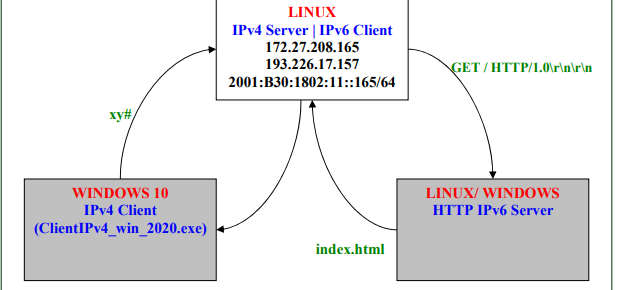 LINUX
IPv4 Server | IPv6 Client
172.27.208.165
193.226.17.157
2001:B30:1802:11::165/64
GET / HTTP/1.0\r\n\r\n
xy#
WINDOWS 10
IPv4 Client
(ClientIPv4_win_2020.exe)
LINUX/ WINDOWS
HTTP IPv6 Server
index.html